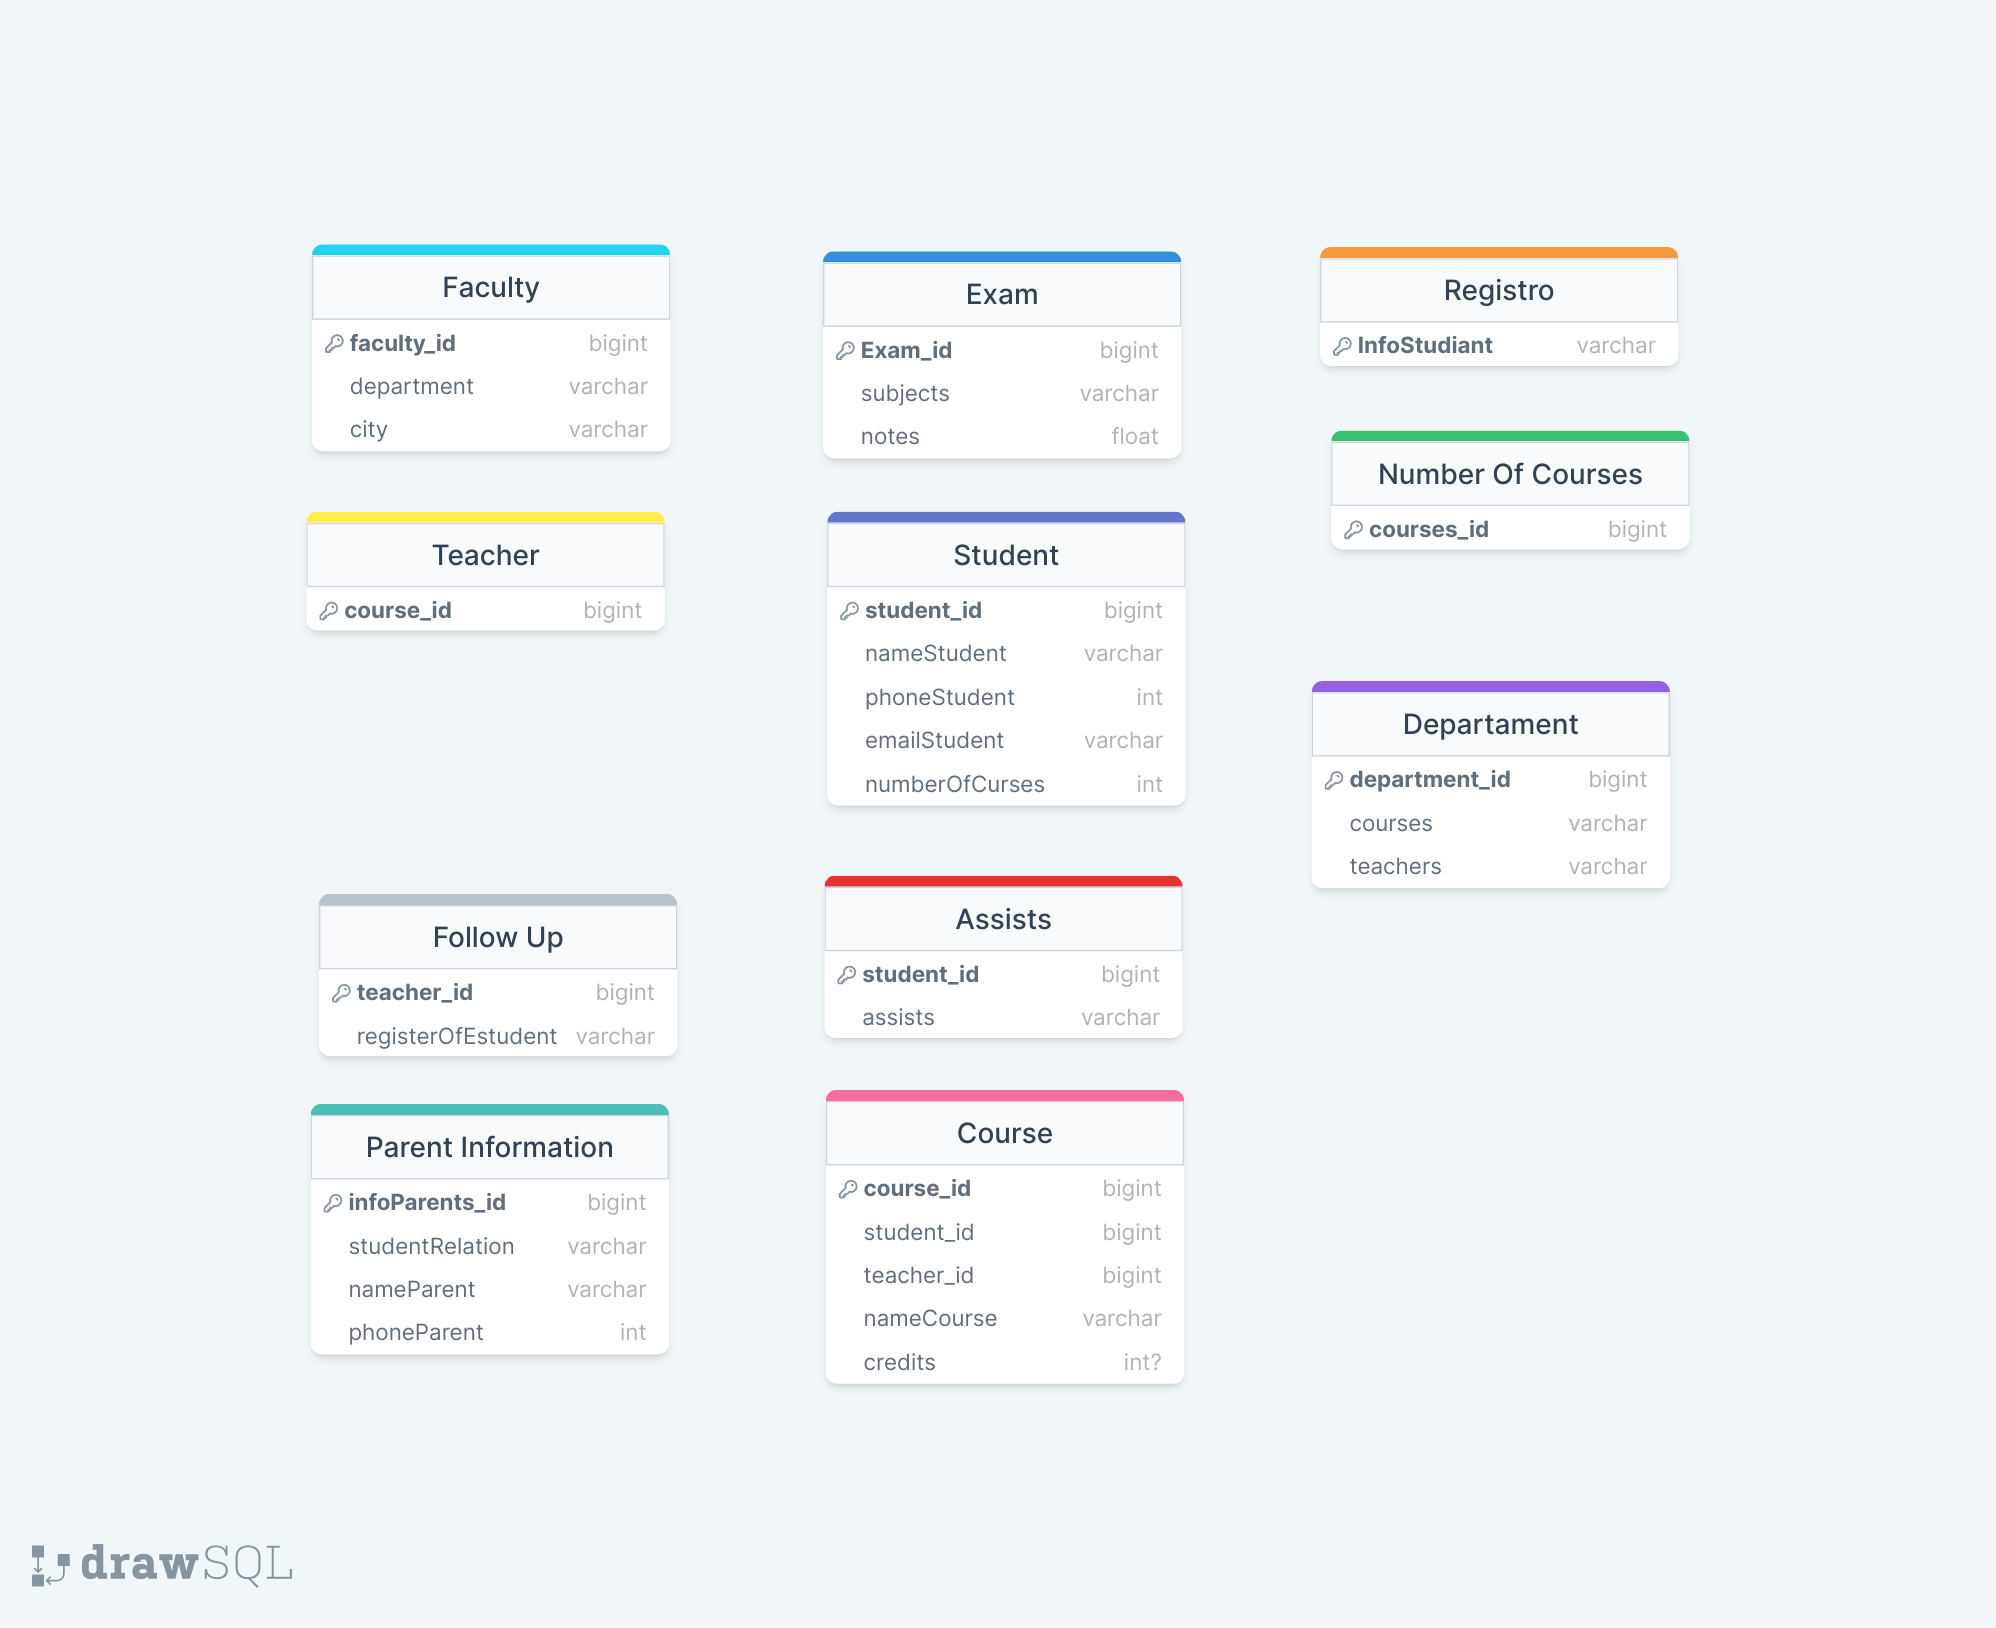 Faculty
faculty_id bigint
department varchar
city varchar
Exam
Exam_id bigint
subjects varchar
notes float
Registro
InfoStudiant varchar
Number Of Courses
courses_id bigint
Teacher
course_id bigint
Student
student_id bigint
nameStudent varchar
phoneStudent int
emailStudent varchar
numberOfCurses int
Departament
department_id bigint
courses varchar
teachers varchar
Follow Up
teacher_id bigint
registerOfEstudent varchar
Assists
student_id bigint
assists varchar
Parent Information
infoParents_id bigint
studentRelation varchar
nameParent varchar
phoneParent int
Course
course_id bigint
student_id bigint
teacher_id bigint
nameCourse varchar
credits int?
drawSQL